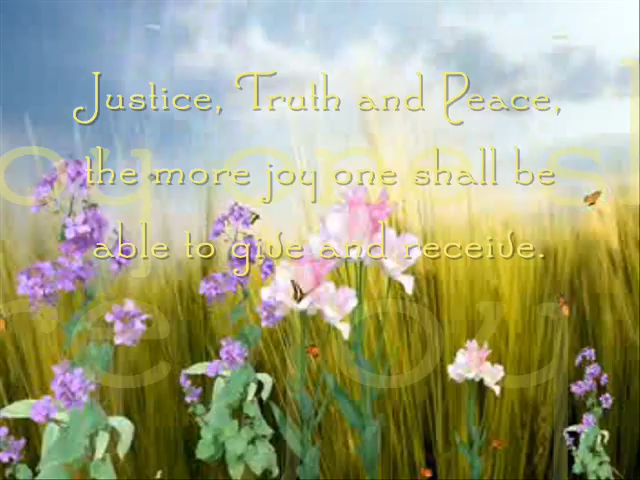 Justice, Truth and Peace,
the more joy one shall be
able to give and receive.